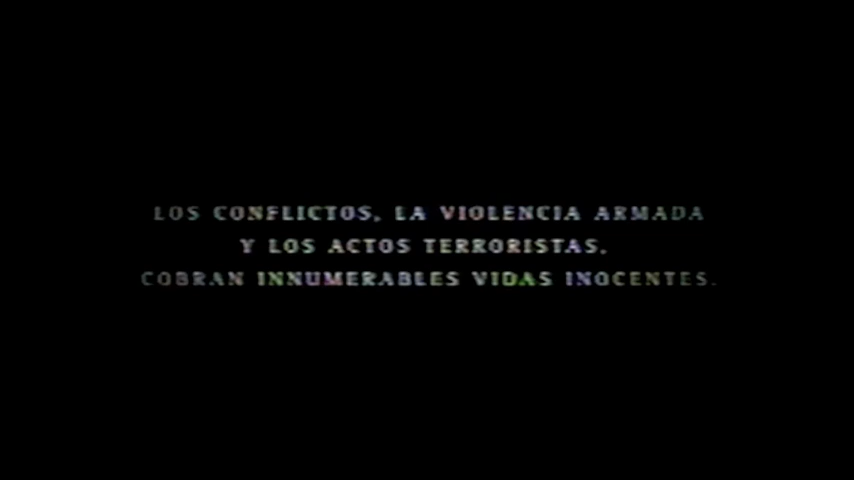 LOS CONFLICTOS, LA VIOLENCIA ARMADA
Y LOS ACTOS TERRORISTAS,
COBRAN INNUMERABLES VIDAS INOCENTES.